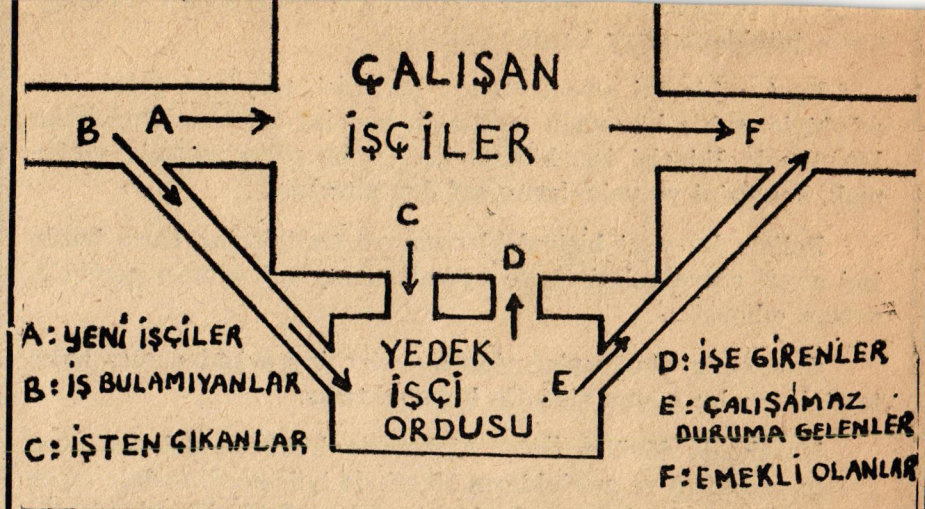 ÇALIŞAN
İŞÇİLER
B
A
F
C
D
YEDEK
İŞÇİ
ORDUSU
E
A: YENİ İŞÇİLER
B: İŞ BULAMIYANLAR
C: İŞTEN ÇIKANLAR
D: İŞE GİRENLER
E: ÇALIŞAMAZ
DURUMA GELENLER
F: EMEKLİ OLANLAR